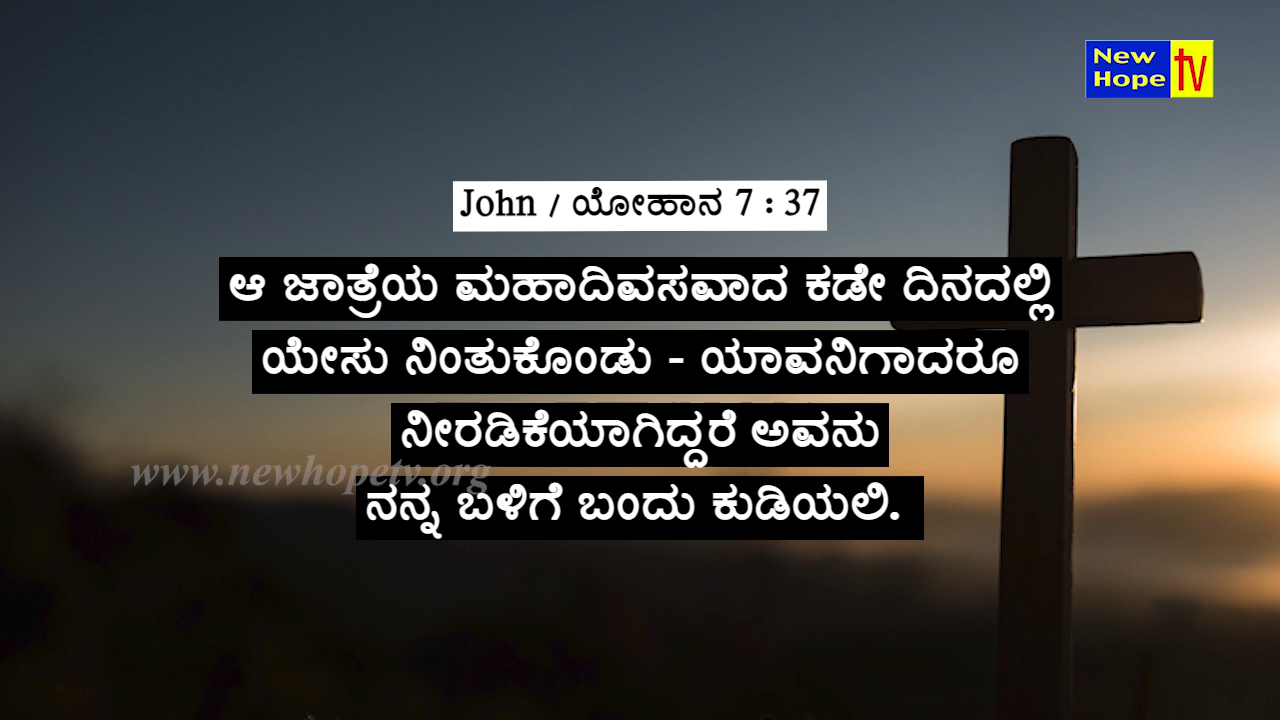 New
Hope
tv
John / ಯೋಹಾನ 7 : 37
ಆ ಜಾತ್ರೆಯ ಮಹಾದಿವಸವಾದ ಕಡೇ ದಿನದಲ್ಲಿ
ಯೇಸು ನಿಂತುಕೊಂಡು - ಯಾವನಿಗಾದರೂ
ನೀರಡಿಕೆಯಾಗಿದ್ದರೆ ಅವನು
www.newhopetv.org
ನನ್ನ ಬಳಿಗೆ ಬಂದು ಕುಡಿಯಲಿ.